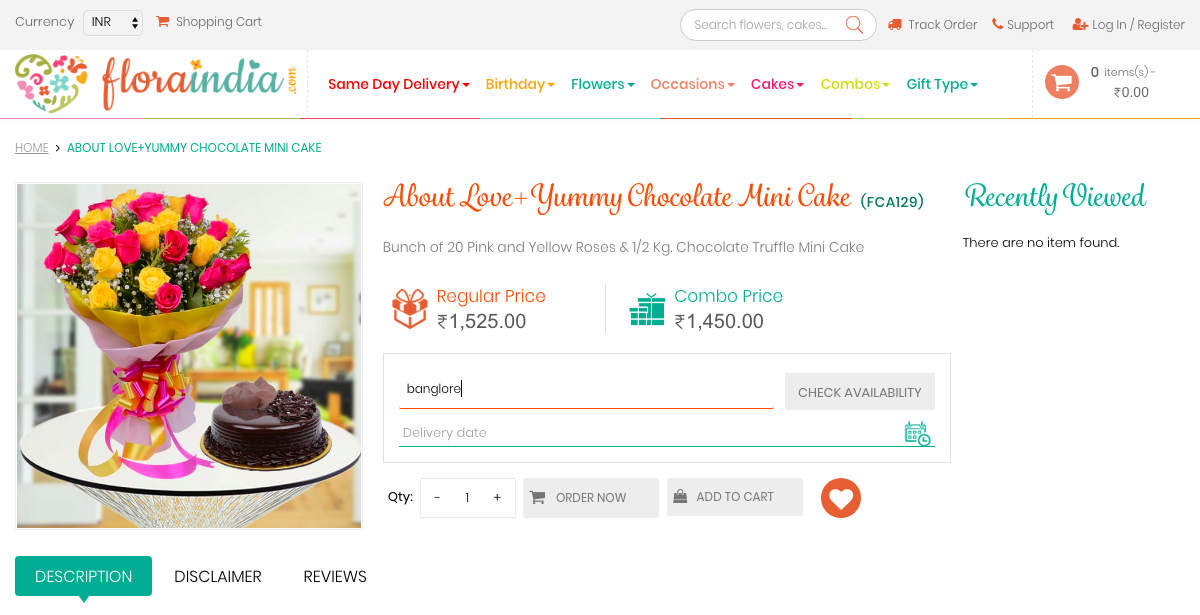 Currency INR Shopping Cart Search flowers, cakes... Track Order Support Log In / Register
floraindia.com Same Day Delivery Birthday Flowers Occasions Cakes Combos Gift Type 0 items(s) - ₹0.00
HOME > ABOUT LOVE+YUMMY CHOCOLATE MINI CAKE
About Love+Yummy Chocolate Mini Cake (FCA129)
Bunch of 20 Pink and Yellow Roses & 1/2 Kg. Chocolate Truffle Mini Cake
Regular Price
₹1,525.00
Combo Price
₹1,450.00
banglore CHECK AVAILABILITY
Delivery date
Qty: - 1 + ORDER NOW ADD TO CART
Recently Viewed
There are no item found.
DESCRIPTION DISCLAIMER REVIEWS